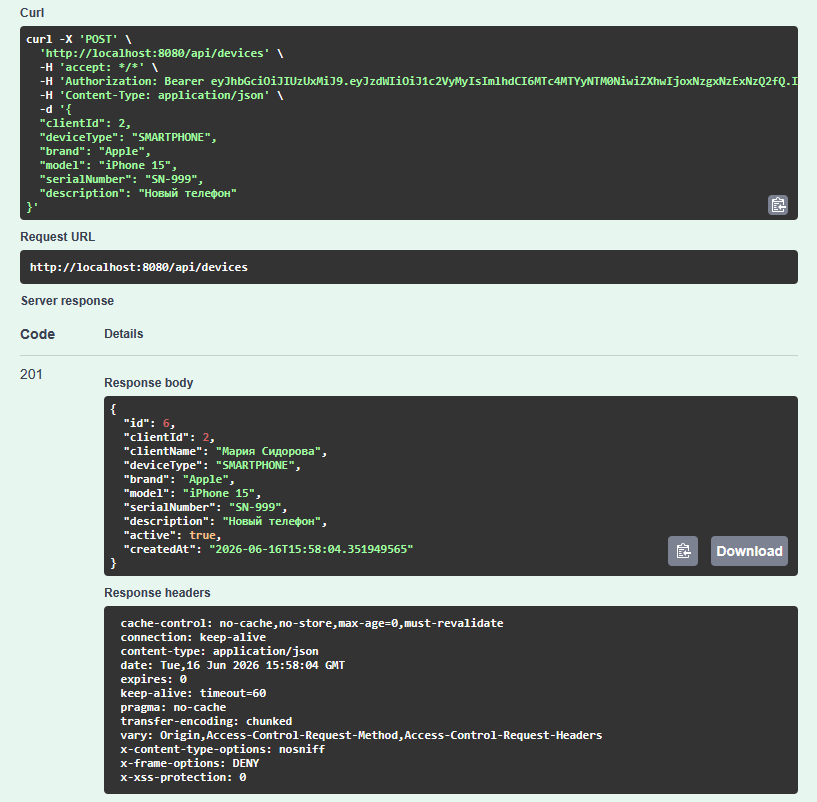 Curl
curl -X 'POST' \
'http://localhost:8080/api/devices' \
-H 'accept: */*' \
-H 'Authorization: Bearer eyJhbGciOiJIUzUxMiJ9.eyJzdWIiOiJ1c2VyMyIsImlhdCI6MTc4MTYyNTM0NiwiZXhwIjoxNzgxNzExNzQ2fQ.I
-H 'Content-Type: application/json' \
-d '{
"clientId": 2,
"deviceType": "SMARTPHONE",
"brand": "Apple",
"model": "iPhone 15",
"serialNumber": "SN-999",
"description": "Новый телефон"
}'
Request URL
http://localhost:8080/api/devices
Server response
Code Details
201
Response body
{
"id": 6,
"clientId": 2,
"clientName": "Мария Сидорова",
"deviceType": "SMARTPHONE",
"brand": "Apple",
"model": "iPhone 15",
"serialNumber": "SN-999",
"description": "Новый телефон",
"active": true,
"createdAt": "2026-06-16T15:58:04.351949565"
}
Download
Response headers
cache-control: no-cache,no-store,max-age=0,must-revalidate
connection: keep-alive
content-type: application/json
date: Tue,16 Jun 2026 15:58:04 GMT
expires: 0
keep-alive: timeout=60
pragma: no-cache
transfer-encoding: chunked
vary: Origin,Access-Control-Request-Method,Access-Control-Request-Headers
x-content-type-options: nosniff
x-frame-options: DENY
x-xss-protection: 0